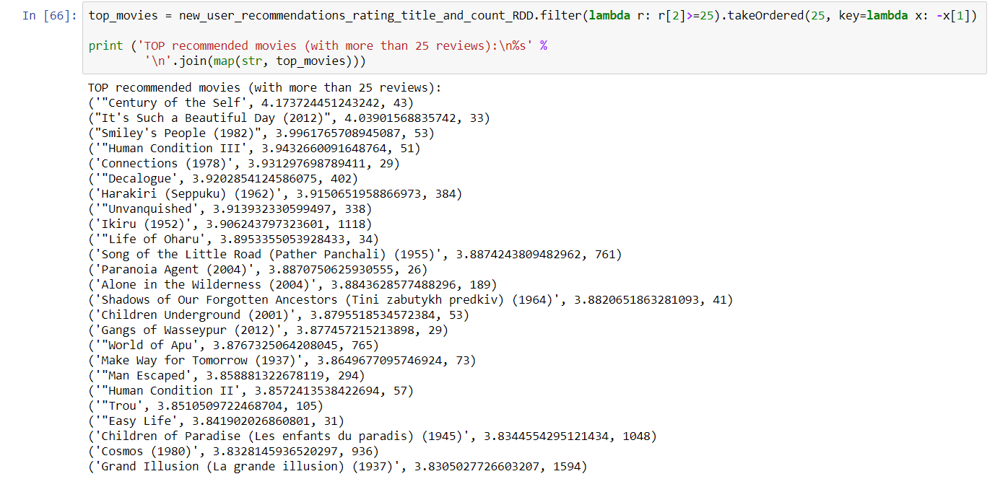 In [66]: top_movies = new_user_recommendations_rating_title_and_count_RDD.filter(lambda r: r[2]>=25).takeOrdered(25, key=lambda x: -x[1])
print ('TOP recommended movies (with more than 25 reviews):\n%s' %
'\n'.join(map(str, top_movies)))
TOP recommended movies (with more than 25 reviews):
('"Century of the Self', 4.173724451243242, 43)
("It's Such a Beautiful Day (2012)", 4.03901568835742, 33)
("Smiley's People (1982)", 3.9961765708945087, 53)
('"Human Condition III', 3.9432660091648764, 51)
('Connections (1978)', 3.931297698789411, 29)
('"Decalogue', 3.9202854124586075, 402)
('Harakiri (Seppuku) (1962)', 3.9150651958866973, 384)
('"Unvanquished', 3.913932330599497, 338)
('Ikiru (1952)', 3.906243797323601, 1118)
('"Life of Oharu', 3.8953355053928433, 34)
('Song of the Little Road (Pather Panchali) (1955)', 3.8874243809482962, 761)
('Paranoia Agent (2004)', 3.8870750625930555, 26)
('Alone in the Wilderness (2004)', 3.8843628577488296, 189)
('Shadows of Our Forgotten Ancestors (Tini zabutykh predkiv) (1964)', 3.8820651863281093, 41)
('Children Underground (2001)', 3.8795518534572384, 53)
('Gangs of Wasseypur (2012)', 3.877457215213898, 29)
('"World of Apu', 3.8767325064208045, 765)
('Make Way for Tomorrow (1937)', 3.8649677095746924, 73)
('"Man Escaped', 3.858881322678119, 294)
('"Human Condition II', 3.8572413538422694, 57)
('"Trou', 3.8510509722468704, 105)
('"Easy Life', 3.841902026860801, 31)
('Children of Paradise (Les enfants du paradis) (1945)', 3.8344554295121434, 1048)
('Cosmos (1980)', 3.8328145936520297, 936)
('Grand Illusion (La grande illusion) (1937)', 3.8305027726603207, 1594)